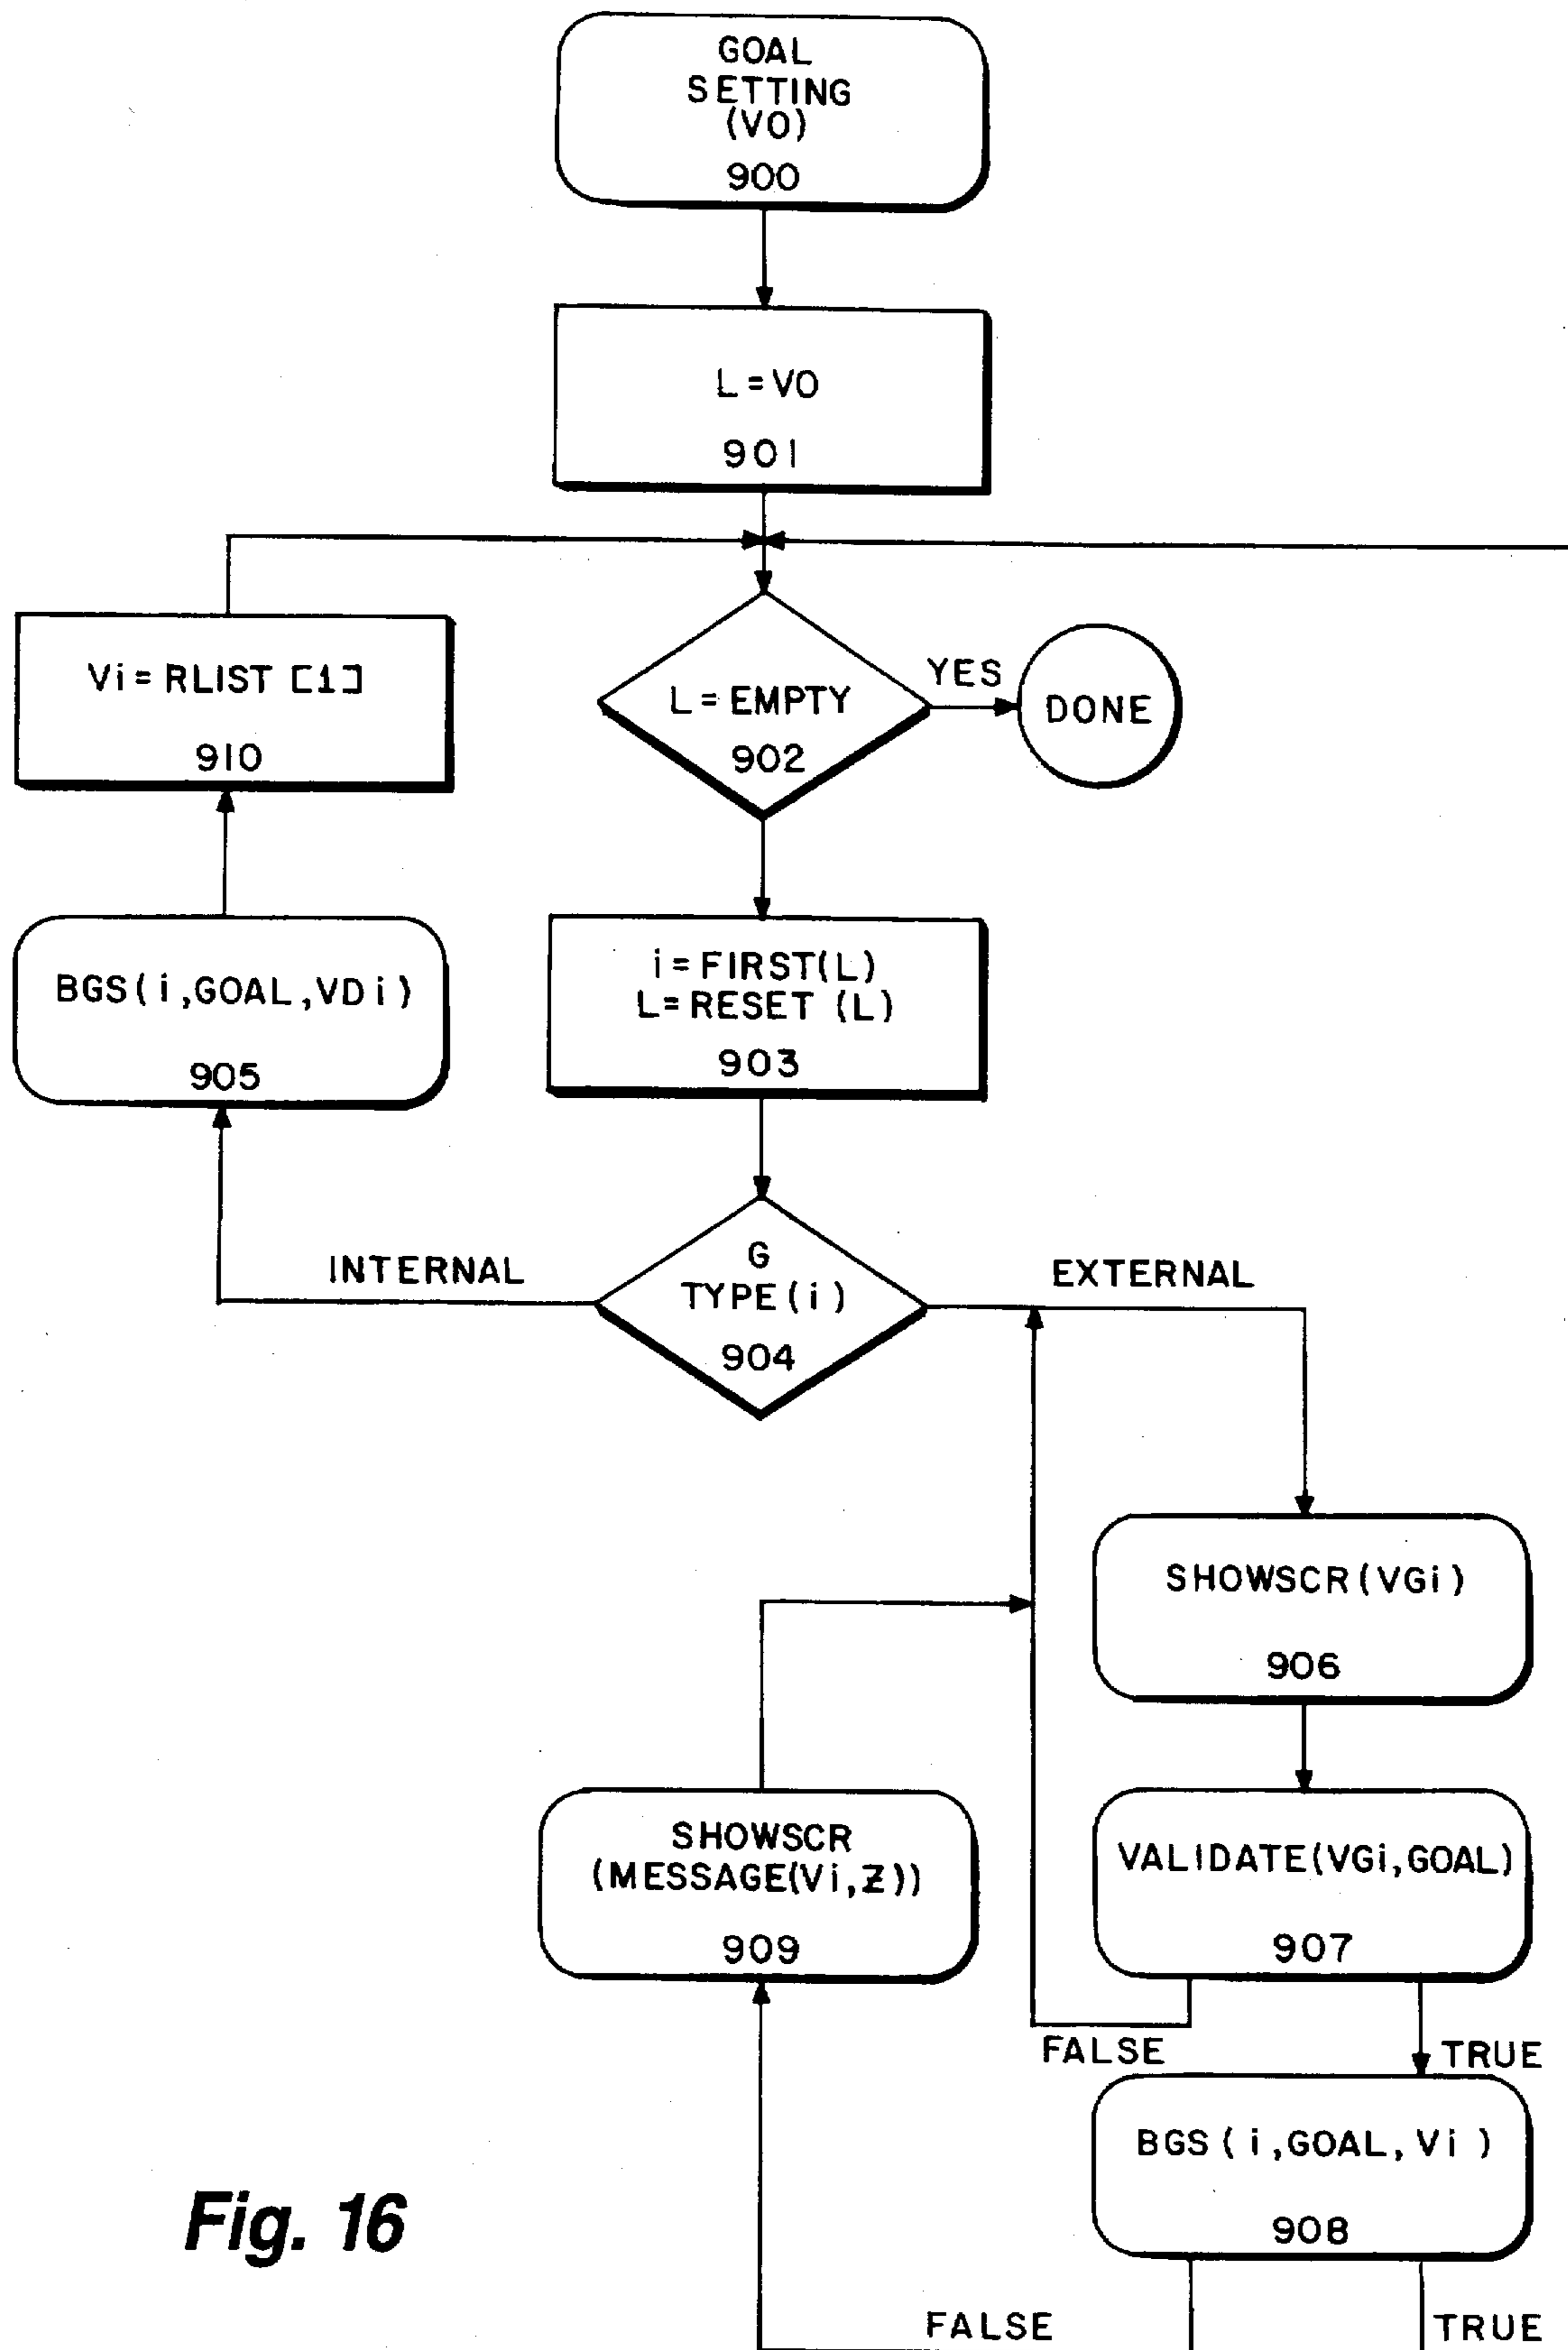 GOAL
SETTING
(VO)
900
L=VO
901
Vi=RLIST [1]
910
L=EMPTY
902
YES
DONE
BGS(i,GOAL,VDi)
905
i=FIRST(L)
L=RESET (L)
903
INTERNAL
G
TYPE(i)
904
EXTERNAL
SHOWSCR(VGi)
906
SHOWSCR
(MESSAGE(Vi,Z))
909
VALIDATE(VGi,GOAL)
907
FALSE
TRUE
BGS(i,GOAL,Vi)
908
Fig. 16
FALSE
TRUE